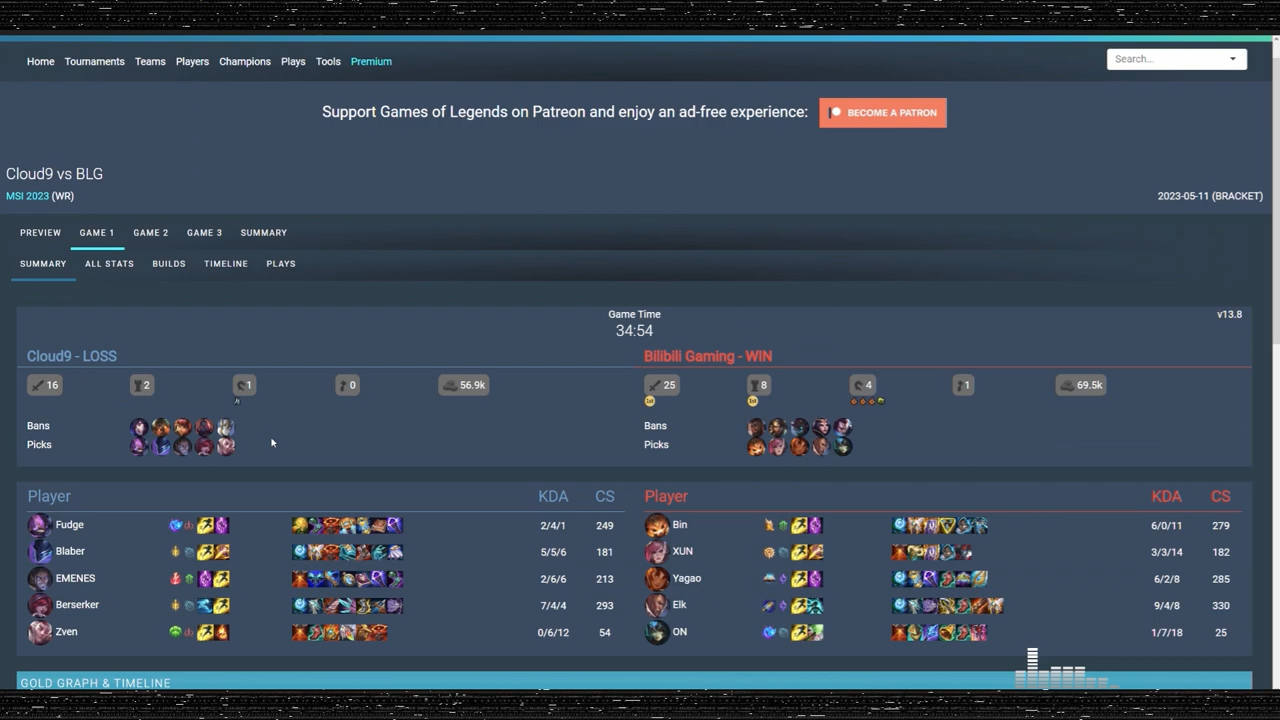 Home Tournaments Teams Players Champions Plays Tools Premium Search...
Support Games of Legends on Patreon and enjoy an ad-free experience: BECOME A PATRON
Cloud9 vs BLG
MSI 2023 (WR) 2023-05-11 (BRACKET)
PREVIEW GAME 1 GAME 2 GAME 3 SUMMARY
SUMMARY ALL STATS BUILDS TIMELINE PLAYS
Game Time v13.8
34:54
Cloud9 - LOSS Bilibili Gaming - WIN
16 2 1 0 56.9k 25 8 4 1 69.5k
1st 1st
Bans Bans
Picks Picks
Player KDA CS Player KDA CS
Fudge 2/4/1 249 Bin 6/0/11 279
Blaber 5/5/6 181 XUN 3/3/14 182
EMENES 2/6/6 213 Yagao 6/2/8 285
Berserker 7/4/4 293 Elk 9/4/8 330
Zven 0/6/12 54 ON 1/7/18 25
GOLD GRAPH & TIMELINE